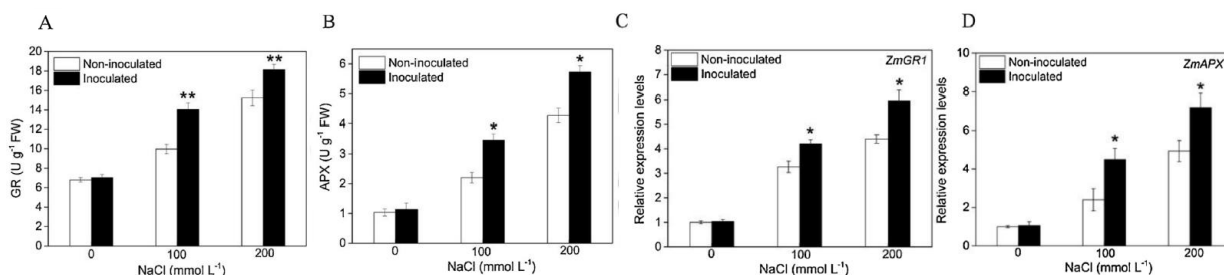 A
GR (U g⁻¹ FW)
20
18
16
14
12
10
8
6
4
2
0
Non-inoculated
Inoculated
**
**
0
100
200
NaCl (mmol L⁻¹)
B
APX (U g⁻¹ FW)
6
5
4
3
2
1
0
Non-inoculated
Inoculated
*
*
0
100
200
NaCl (mmol L⁻¹)
C
Relative expression levels
8
7
6
5
4
3
2
1
0
Non-inoculated
Inoculated
ZmGR1
*
*
0
100
200
NaCl (mmol L⁻¹)
D
Relative expression levels
10
8
6
4
2
0
Non-inoculated
Inoculated
ZmAPX
*
*
0
100
200
NaCl (mmol L⁻¹)